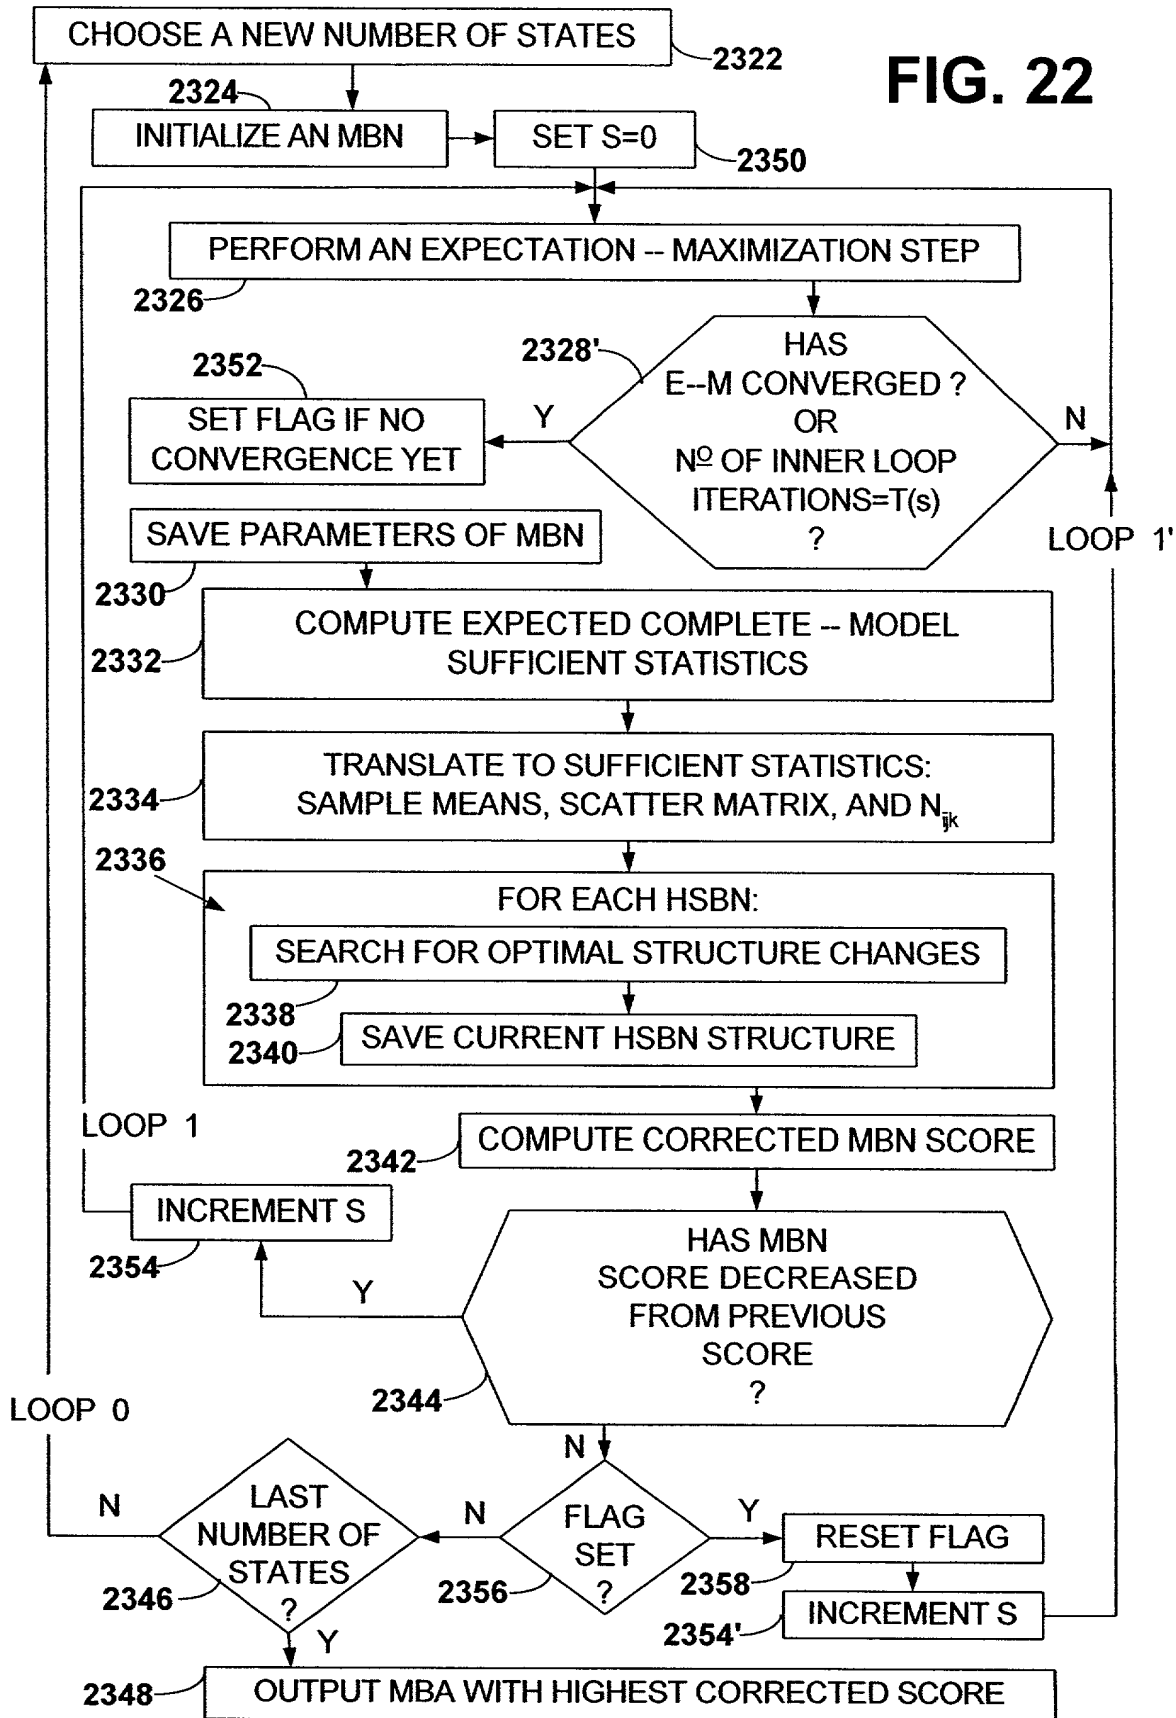 CHOOSE A NEW NUMBER OF STATES
2322
FIG. 22
2324
INITIALIZE AN MBN
SET S=0
2350
PERFORM AN EXPECTATION -- MAXIMIZATION STEP
2326
2328'
HAS
E--M CONVERGED ?
OR
Nº OF INNER LOOP
ITERATIONS=T(s)
?
2352
SET FLAG IF NO
CONVERGENCE YET
Y
N
SAVE PARAMETERS OF MBN
2330
LOOP 1'
COMPUTE EXPECTED COMPLETE -- MODEL
SUFFICIENT STATISTICS
2332
TRANSLATE TO SUFFICIENT STATISTICS:
SAMPLE MEANS, SCATTER MATRIX, AND Nijk
2334
2336
FOR EACH HSBN:
SEARCH FOR OPTIMAL STRUCTURE CHANGES
2338
SAVE CURRENT HSBN STRUCTURE
2340
LOOP 1
COMPUTE CORRECTED MBN SCORE
2342
INCREMENT S
2354
Y
HAS MBN
SCORE DECREASED
FROM PREVIOUS
SCORE
?
2344
LOOP 0
N
N
LAST
NUMBER OF
STATES
?
2346
N
FLAG
SET
?
2356
Y
RESET FLAG
2358
INCREMENT S
2354'
Y
OUTPUT MBA WITH HIGHEST CORRECTED SCORE
2348